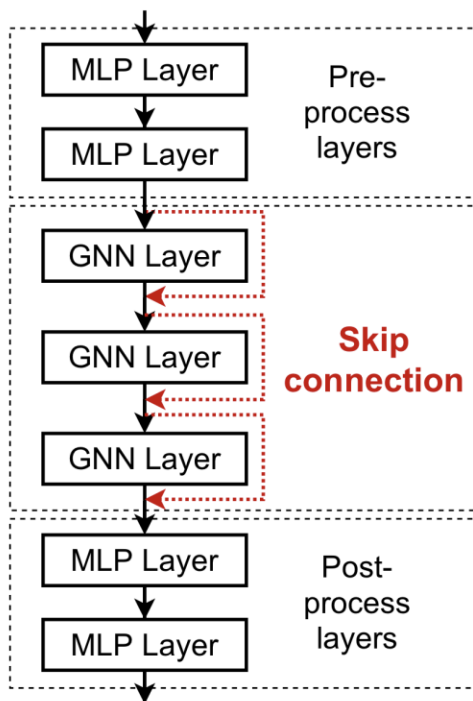 MLP Layer
Pre-
process
layers
MLP Layer
GNN Layer
GNN Layer
Skip
connection
GNN Layer
MLP Layer
Post-
process
layers
MLP Layer